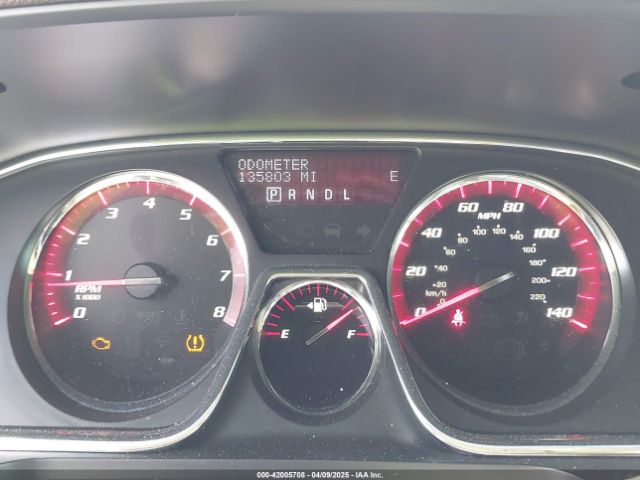 ODOMETER
135803 MI E
P R N D L
0 1 2 3 4 5 6 7 8
RPM
X 1000
E F
0 20 40 60 80 100 120 140
MPH
0 20 40 60 80 100 120 140 160 180 200 220
km/h
000-42005708 - 04/09/2025 - IAA Inc.